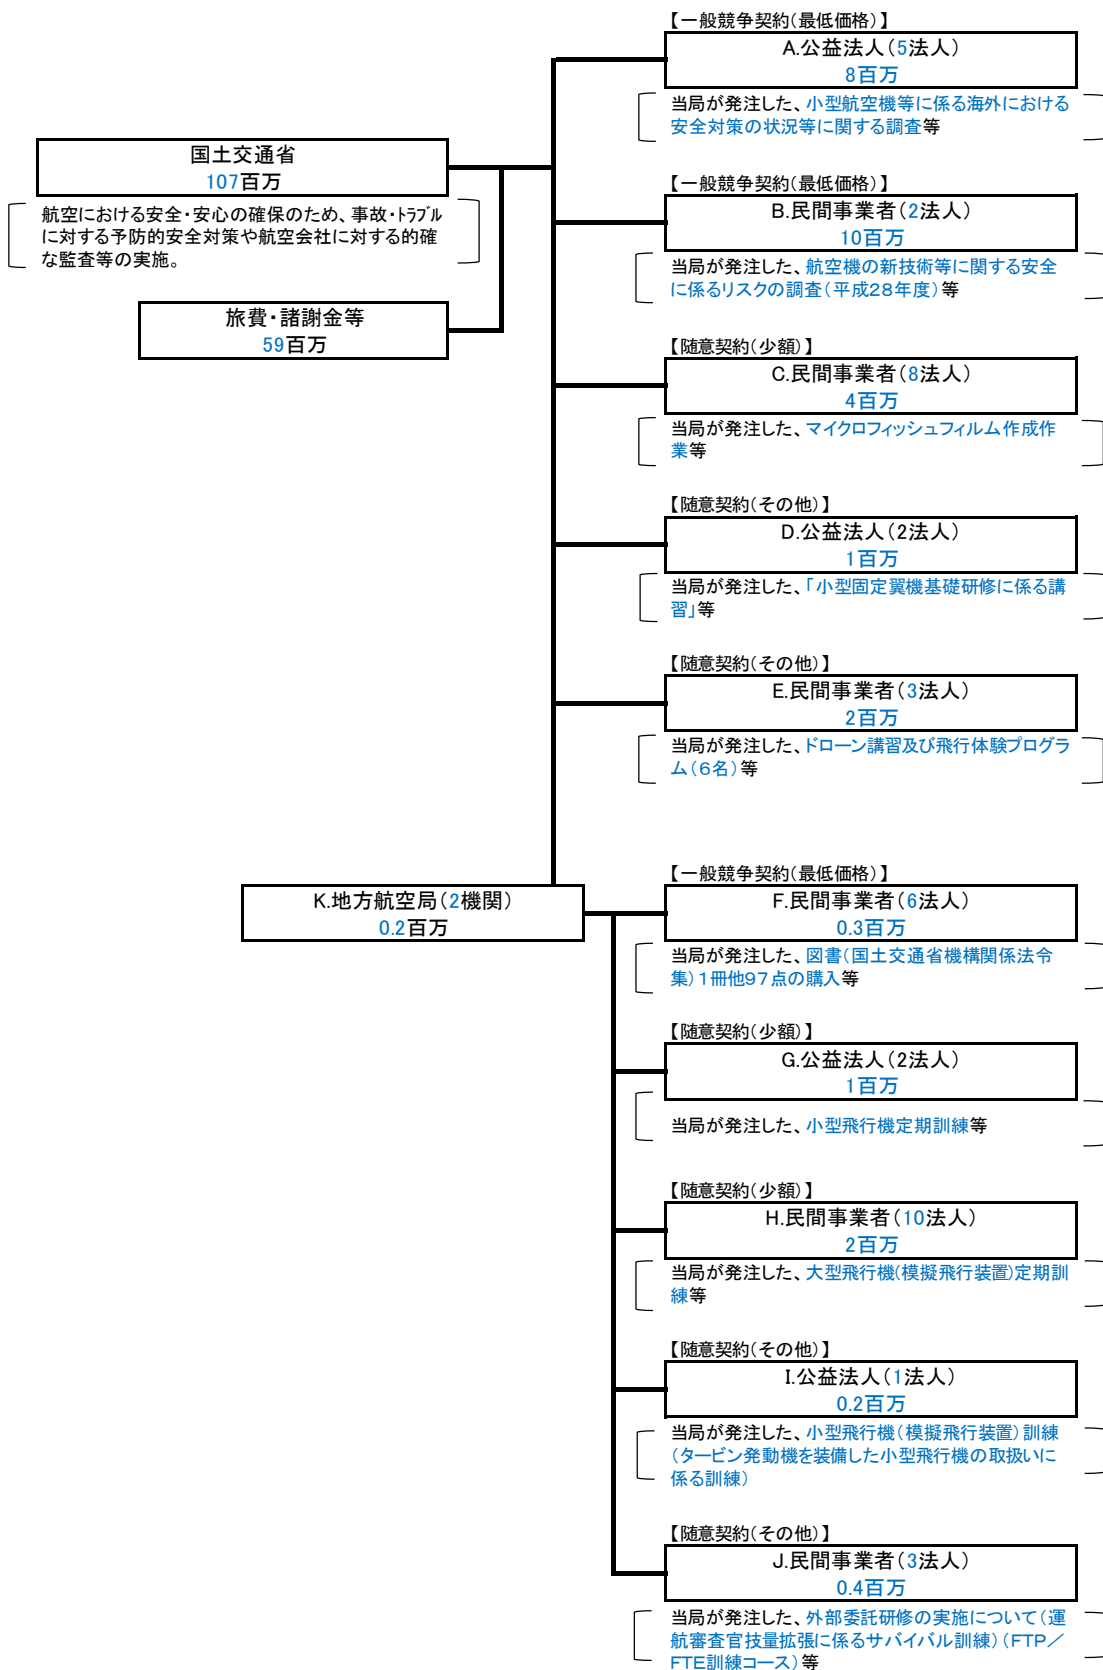 【一般競争契約(最低価格)】
A.公益法人(5法人)
8百万
当局が発注した、小型航空機等に係る海外における
安全対策の状況等に関する調査等
国土交通省
107百万
航空における安全・安心の確保のため、事故・トラブル
に対する予防的安全対策や航空会社に対する的確
な監査等の実施。
旅費・諸謝金等
59百万
【一般競争契約(最低価格)】
B.民間事業者(2法人)
10百万
当局が発注した、航空機の新技術等に関する安全
に係るリスクの調査(平成28年度)等
【随意契約(少額)】
C.民間事業者(8法人)
4百万
当局が発注した、マイクロフィッシュフィルム作成作
業等
【随意契約(その他)】
D.公益法人(2法人)
1百万
当局が発注した、「小型固定翼機基礎研修に係る講
習」等
【随意契約(その他)】
E.民間事業者(3法人)
2百万
当局が発注した、ドローン講習及び飛行体験プログラ
ム(6名)等
K.地方航空局(2機関)
0.2百万
【一般競争契約(最低価格)】
F.民間事業者(6法人)
0.3百万
当局が発注した、図書(国土交通省機構関係法令
集)1冊他97点の購入等
【随意契約(少額)】
G.公益法人(2法人)
1百万
当局が発注した、小型飛行機定期訓練等
【随意契約(少額)】
H.民間事業者(10法人)
2百万
当局が発注した、大型飛行機(模擬飛行装置)定期訓
練等
【随意契約(その他)】
I.公益法人(1法人)
0.2百万
当局が発注した、小型飛行機(模擬飛行装置)訓練
(タービン発動機を装備した小型飛行機の取扱いに
係る訓練)
【随意契約(その他)】
J.民間事業者(3法人)
0.4百万
当局が発注した、外部委託研修の実施について(運
航審査官技量拡張に係るサバイバル訓練)(FTP/
FTE訓練コース)等